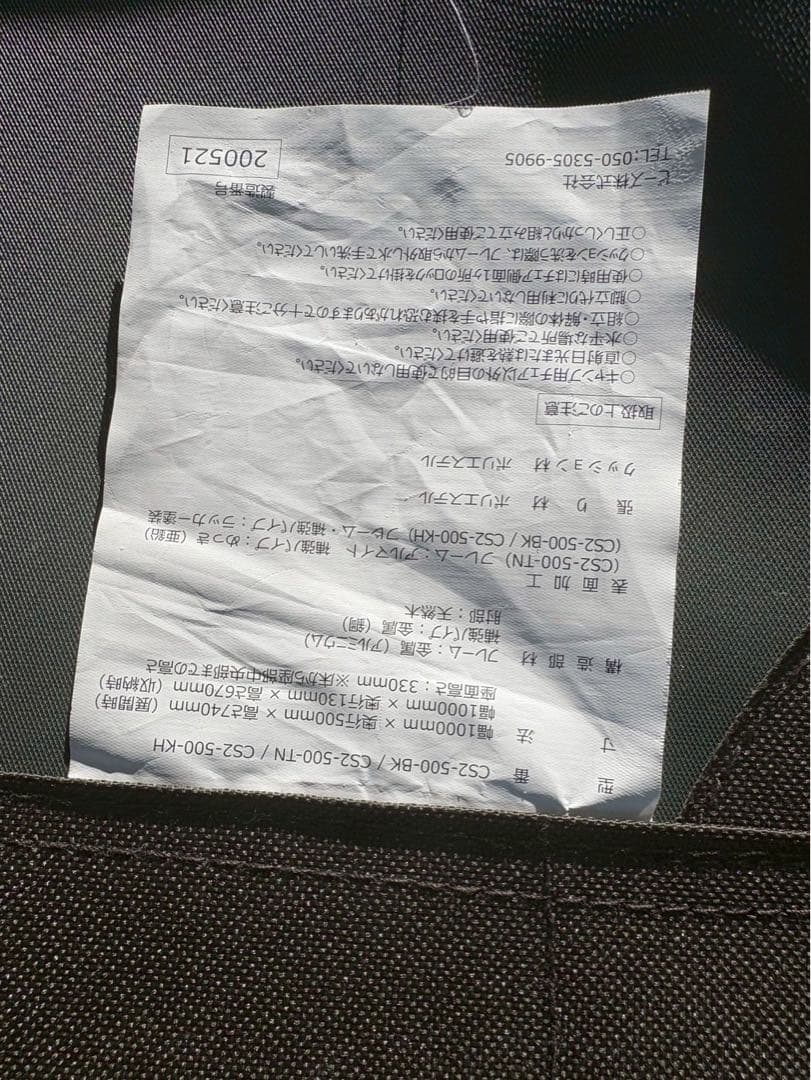 型番 CS2-500-BK / CS2-500-TN / CS2-500-KH
寸法 幅1000mm × 奥行500mm × 高さ740mm（展開時）
幅1000mm × 奥行130mm × 高さ670mm（収納時）
座面高さ：330mm ※床から座部中央部までの高さ
構造部材 フレーム：金属（アルミニウム）
補強パイプ：金属（鋼）
肘部：天然木
表面加工
(CS2-500-TN) フレーム：アルマイト 補強パイプ：めっき（亜鉛）
(CS2-500-BK / CS2-500-KH) フレーム・補強パイプ：ラッカー塗装
張り材 ポリエステル
クッション材 ポリエステル
取扱上のご注意
○キャンプ用チェア以外の目的で使用しないでください。
○直射日光または熱を避けてください。
○水平な場所でご使用ください。
○組立・解体の際に指や手を挟む恐れがありますので十分ご注意ください。
○脚立代りに利用しないでください。
○使用時にはチェア側面1ヶ所のロックを掛けてください。
○クッションを洗う際は、フレームから取外し水で手洗いしてください。
○正しくしっかりと組み立てご使用ください。
ビーズ株式会社 製造番号
TEL：050-5305-9905 200521